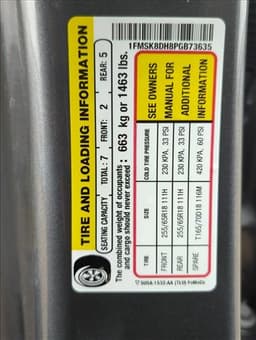 TIRE AND LOADING INFORMATION
SEATING CAPACITY TOTAL: 7 FRONT: 2 REAR: 5
The combined weight of occupants
and cargo should never exceed : 663 kg or 1463 lbs.
1FMSK8DH8PGB73635
TIRE SIZE COLD TIRE PRESSURE
FRONT 255/65R18 111H 230 KPA, 33 PSI
REAR 255/65R18 111H 230 KPA, 33 PSI
SPARE T165/70D18 116M 420 KPA, 60 PSI
SEE OWNERS
MANUAL FOR
ADDITIONAL
INFORMATION